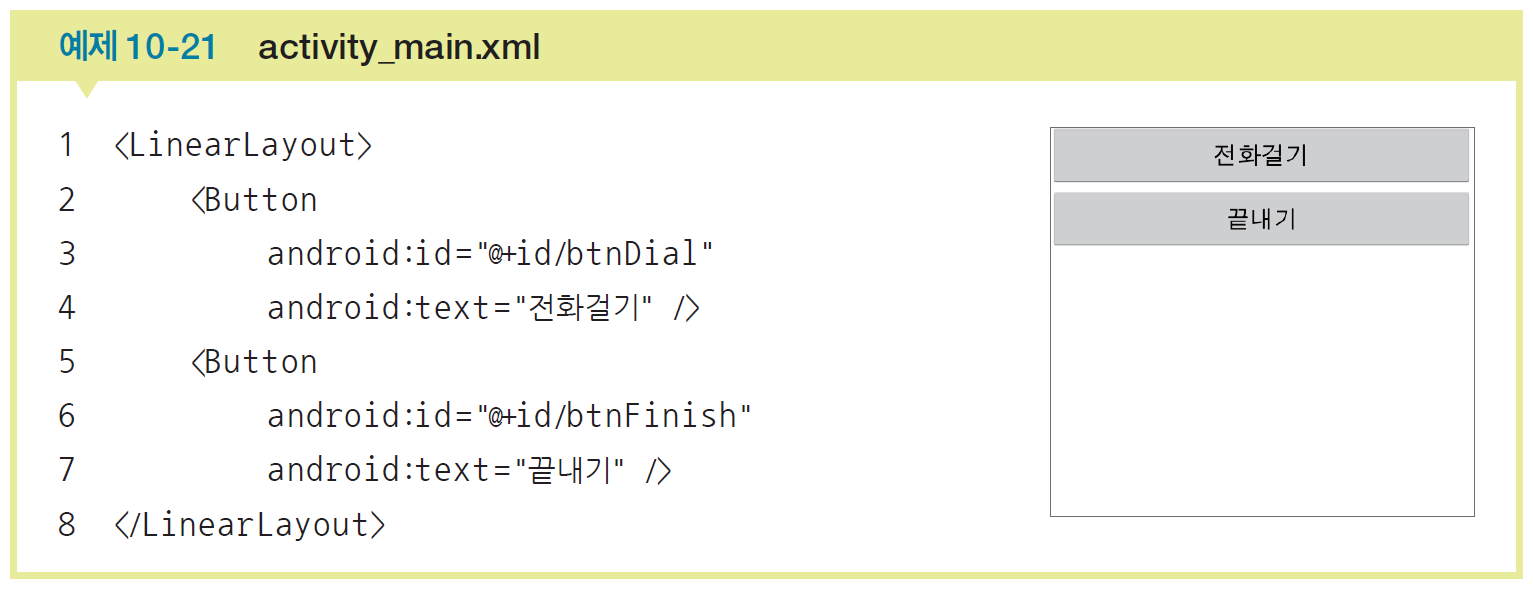 예제 10-21 activity_main.xml
1 <LinearLayout>
2 <Button
3 android:id="@+id/btnDial"
4 android:text="전화걸기" />
5 <Button
6 android:id="@+id/btnFinish"
7 android:text="끝내기" />
8 </LinearLayout>
전화걸기
끝내기